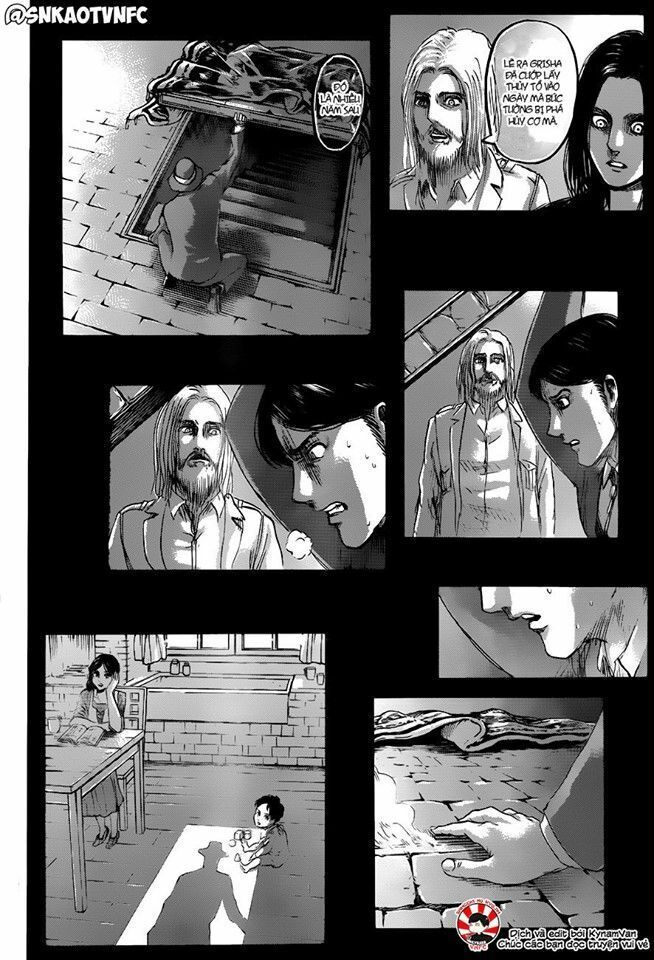 @SNKAOTVNFC
LẼ RA GRISHA
ĐÃ CƯỚP LẤY
THỦY TỔ VÀO
NGÀY MÀ BỨC
TƯỜNG BỊ PHÁ
HỦY CƠ MÀ.
ĐÓ
LÀ NHIỀU
NĂM SAU
Dịch và edit bởi KynamVan
Chúc các bạn đọc truyện vui vẻ